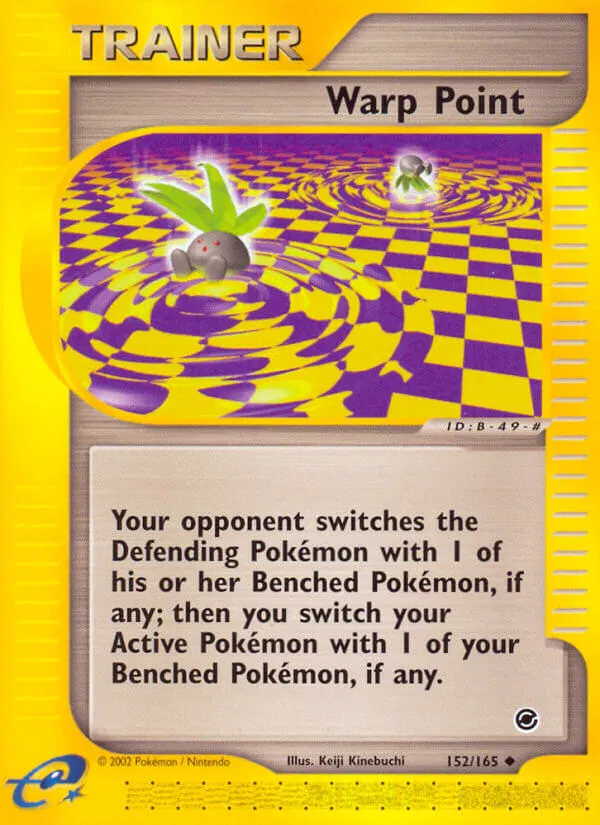 TRAINER
Warp Point
ID:B-49-#
Your opponent switches the
Defending Pokémon with 1 of
his or her Benched Pokémon, if
any; then you switch your
Active Pokémon with 1 of your
Benched Pokémon, if any.
© 2002 Pokémon / Nintendo Illus. Keiji Kinebuchi 152/165 ◆
e